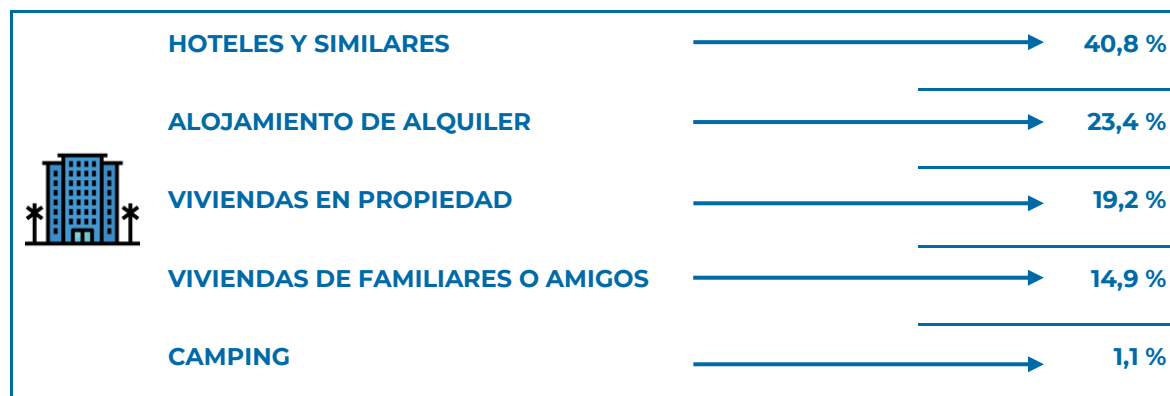 HOTELES Y SIMILARES 40,8 %
ALOJAMIENTO DE ALQUILER 23,4 %
VIVIENDAS EN PROPIEDAD 19,2 %
VIVIENDAS DE FAMILIARES O AMIGOS 14,9 %
CAMPING 1,1 %